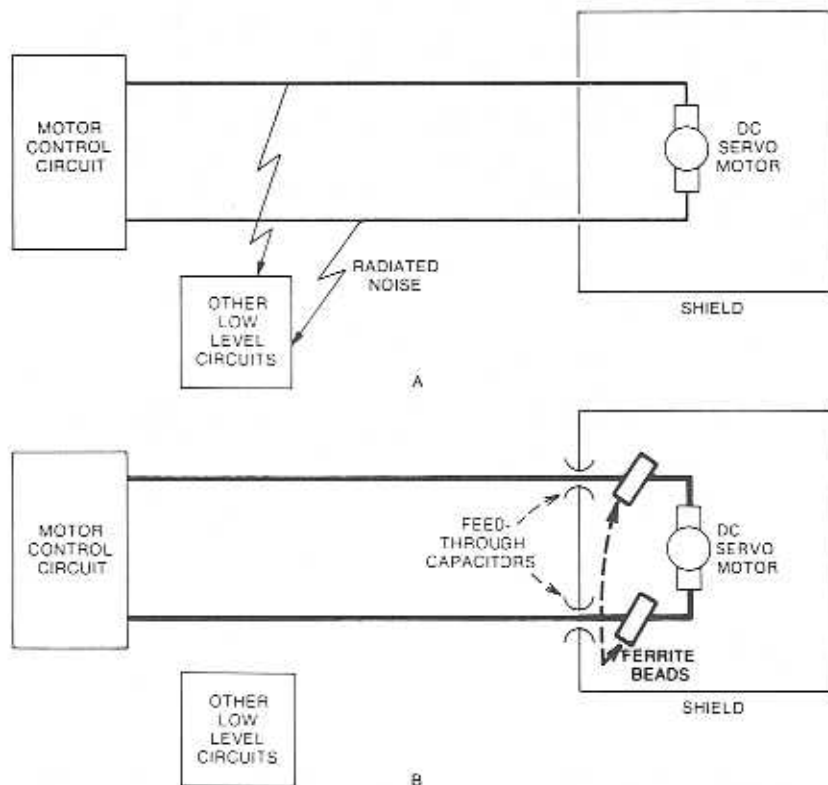 MOTOR
CONTROL
CIRCUIT
DC
SERVO
MOTOR
RADIATED
NOISE
OTHER
LOW
LEVEL
CIRCUITS
SHIELD
A
MOTOR
CONTROL
CIRCUIT
FEED-
THROUGH
CAPACITORS
DC
SERVO
MOTOR
FERRITE
BEADS
OTHER
LOW
LEVEL
CIRCUITS
SHIELD
B